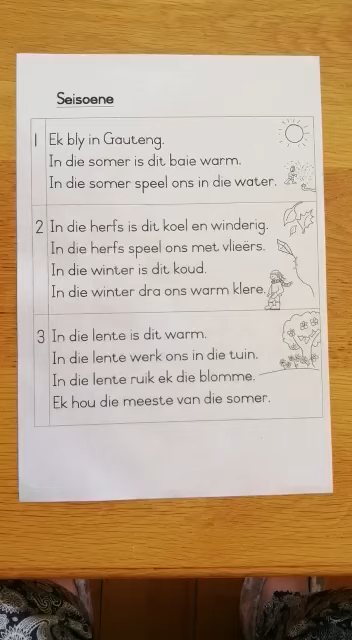 Seisoene
1 Ek bly in Gauteng.
In die somer is dit baie warm.
In die somer speel ons in die water.
2 In die herfs is dit koel en winderig.
In die herfs speel ons met vlieërs.
In die winter is dit koud.
In die winter dra ons warm klere.
3 In die lente is dit warm.
In die lente werk ons in die tuin.
In die lente ruik ek die blomme.
Ek hou die meeste van die somer.